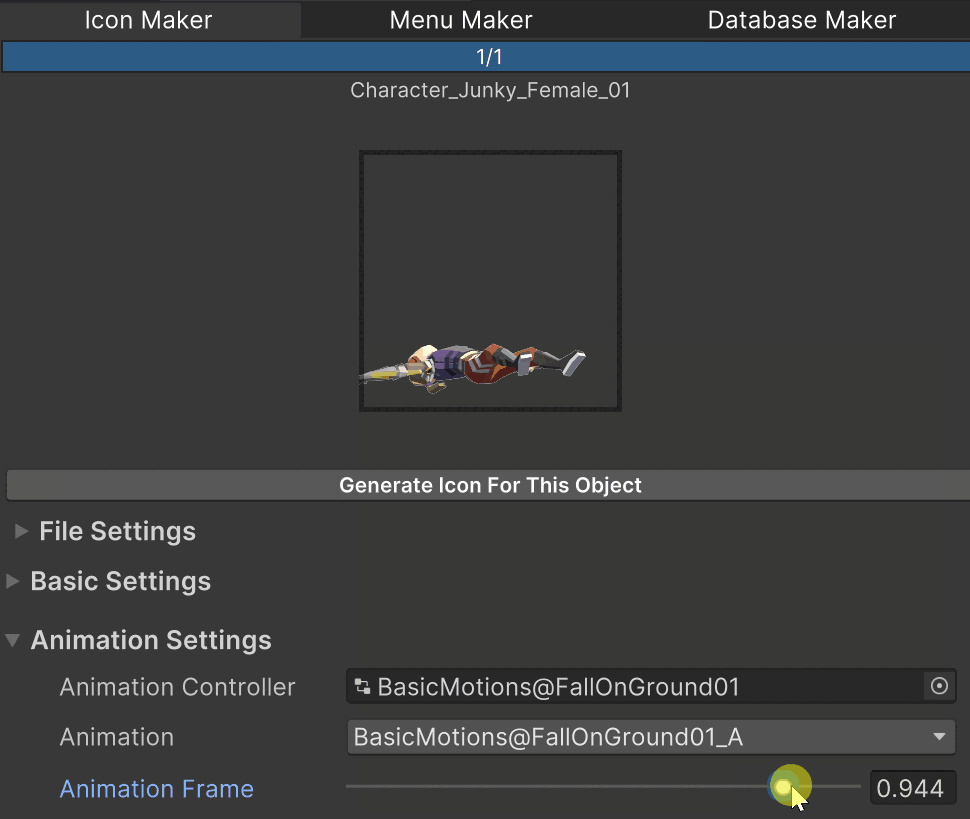 Icon Maker Menu Maker Database Maker
1/1
Character_Junky_Female_01
Generate Icon For This Object
File Settings
Basic Settings
Animation Settings
Animation Controller BasicMotions@FallOnGround01
Animation BasicMotions@FallOnGround01_A
Animation Frame 0.944